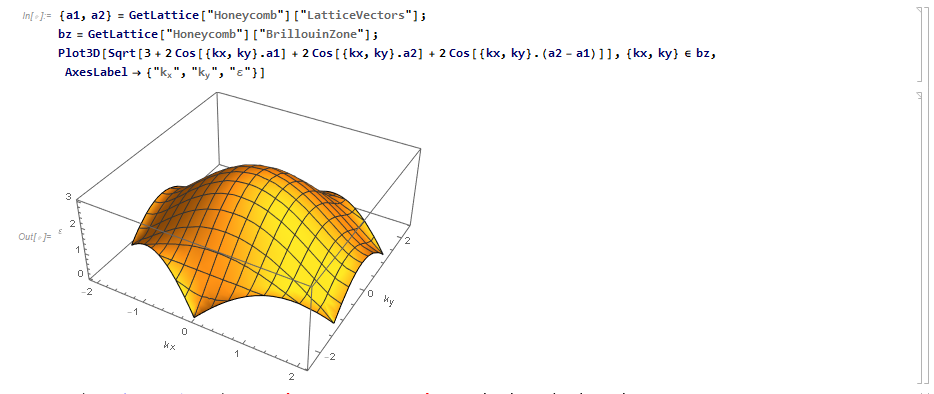 In[ ]:= {a1, a2} = GetLattice["Honeycomb"]["LatticeVectors"];
bz = GetLattice["Honeycomb"]["BrillouinZone"];
Plot3D[Sqrt[3 + 2 Cos[{kx, ky}.a1] + 2 Cos[{kx, ky}.a2] + 2 Cos[{kx, ky}.(a2 - a1)]], {kx, ky} ∈ bz,
AxesLabel → {"kₓ", "k_y", "ε"}]
Out[ ]=
3
2
1
0
ε
-2
-1
0
1
2
kₓ
2
0
-2
k_y